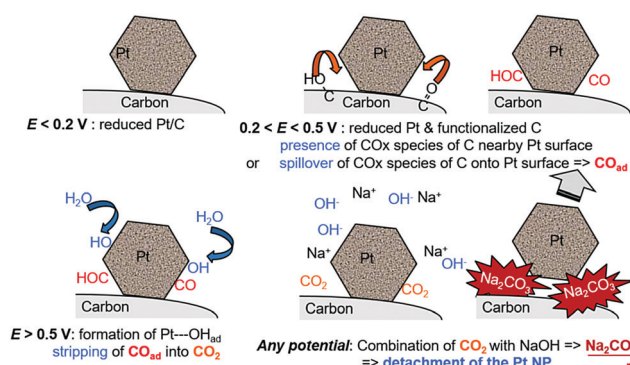 Pt
Carbon
E < 0.2 V : reduced Pt/C
Pt
HO
C
O
C
Carbon
Pt
HOC
CO
Carbon
0.2 < E < 0.5 V : reduced Pt & functionalized C
presence of COx species of C nearby Pt surface
or spillover of COx species of C onto Pt surface => COad
H2O
HO
H2O
Pt
OH
HOC
CO
Carbon
E > 0.5 V: formation of Pt---OHad
stripping of COad into CO2
Na+
OH-
OH-
Na+
OH-
Na+
Pt
Na+
OH-
CO2
CO2
Carbon
Pt
Na2CO3
Na2CO3
Carbon
Any potential: Combination of CO2 with NaOH => Na2CO
=> detachment of the Pt NP